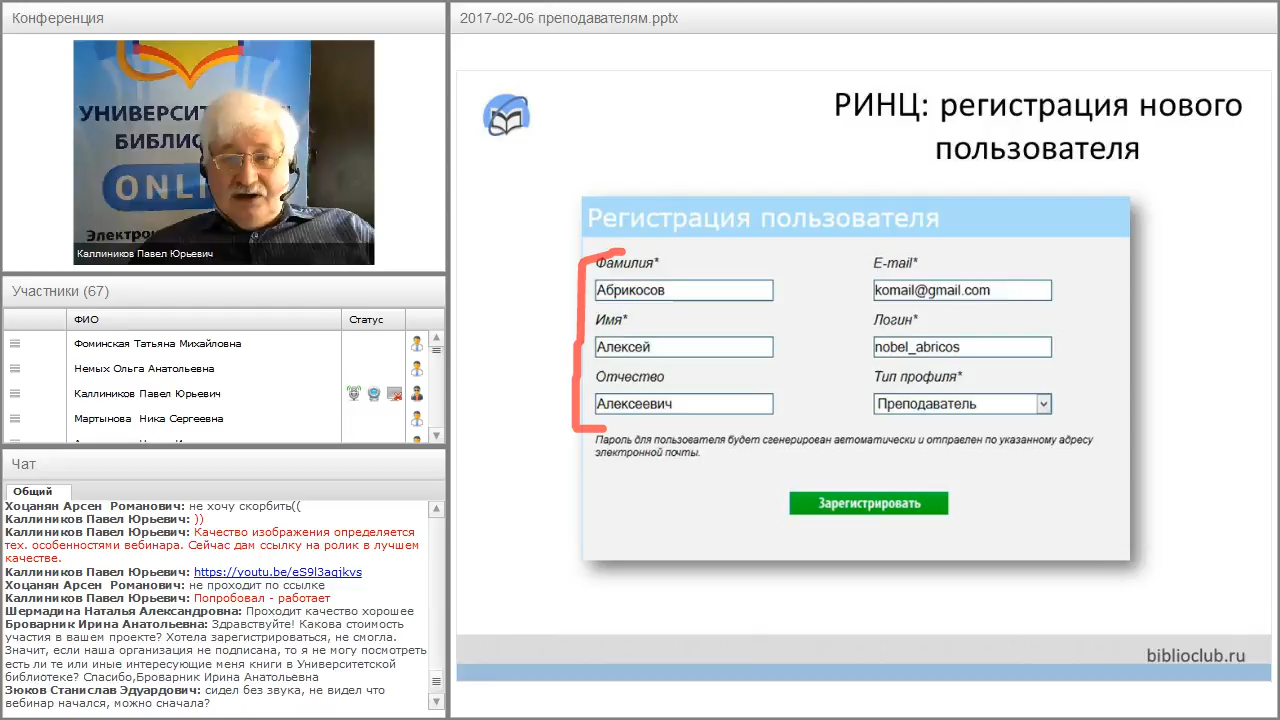 Конференция
УНИВЕРСИТ
БИБЛИО
ONLI
Электро
Каллиников Павел Юрьевич
Участники (67)
ФИО
Статус
Фоминская Татьяна Михайловна
Немых Ольга Анатольевна
Каллиников Павел Юрьевич
Мартынова Ника Сергеевна
Чат
Общий
Хоцанян Арсен Романович: не хочу скорбить((
Каллиников Павел Юрьевич: ))
Каллиников Павел Юрьевич: Качество изображения определяется
тех. особенностями вебинара. Сейчас дам ссылку на ролик в лучшем
качестве.
Каллиников Павел Юрьевич: https://youtu.be/eS9l3aqjkvs
Хоцанян Арсен Романович: не проходит по ссылке
Каллиников Павел Юрьевич: Попробовал - работает
Шермадина Наталья Александровна: Проходит качество хорошее
Броварник Ирина Анатольевна: Здравствуйте! Какова стоимость
участия в вашем проекте? Хотела зарегистрироваться, не смогла.
Значит, если наша организация не подписана, то я не могу посмотреть
есть ли те или иные интересующие меня книги в Университетской
библиотеке? Спасибо,Броварник Ирина Анатольевна
Зюков Станислав Эдуардович: сидел без звука, не видел что
вебинар начался, можно сначала?
2017-02-06 преподавателям.pptx
РИНЦ: регистрация нового
пользователя
Регистрация пользователя
Фамилия*
E-mail*
Абрикосов
komail@gmail.com
Имя*
Логин*
Алексей
nobel_abricos
Отчество
Тип профиля*
Алексеевич
Преподаватель
Пароль для пользователя будет сгенерирован автоматически и отправлен по указанному адресу
электронной почты.
Зарегистрировать
biblioclub.ru